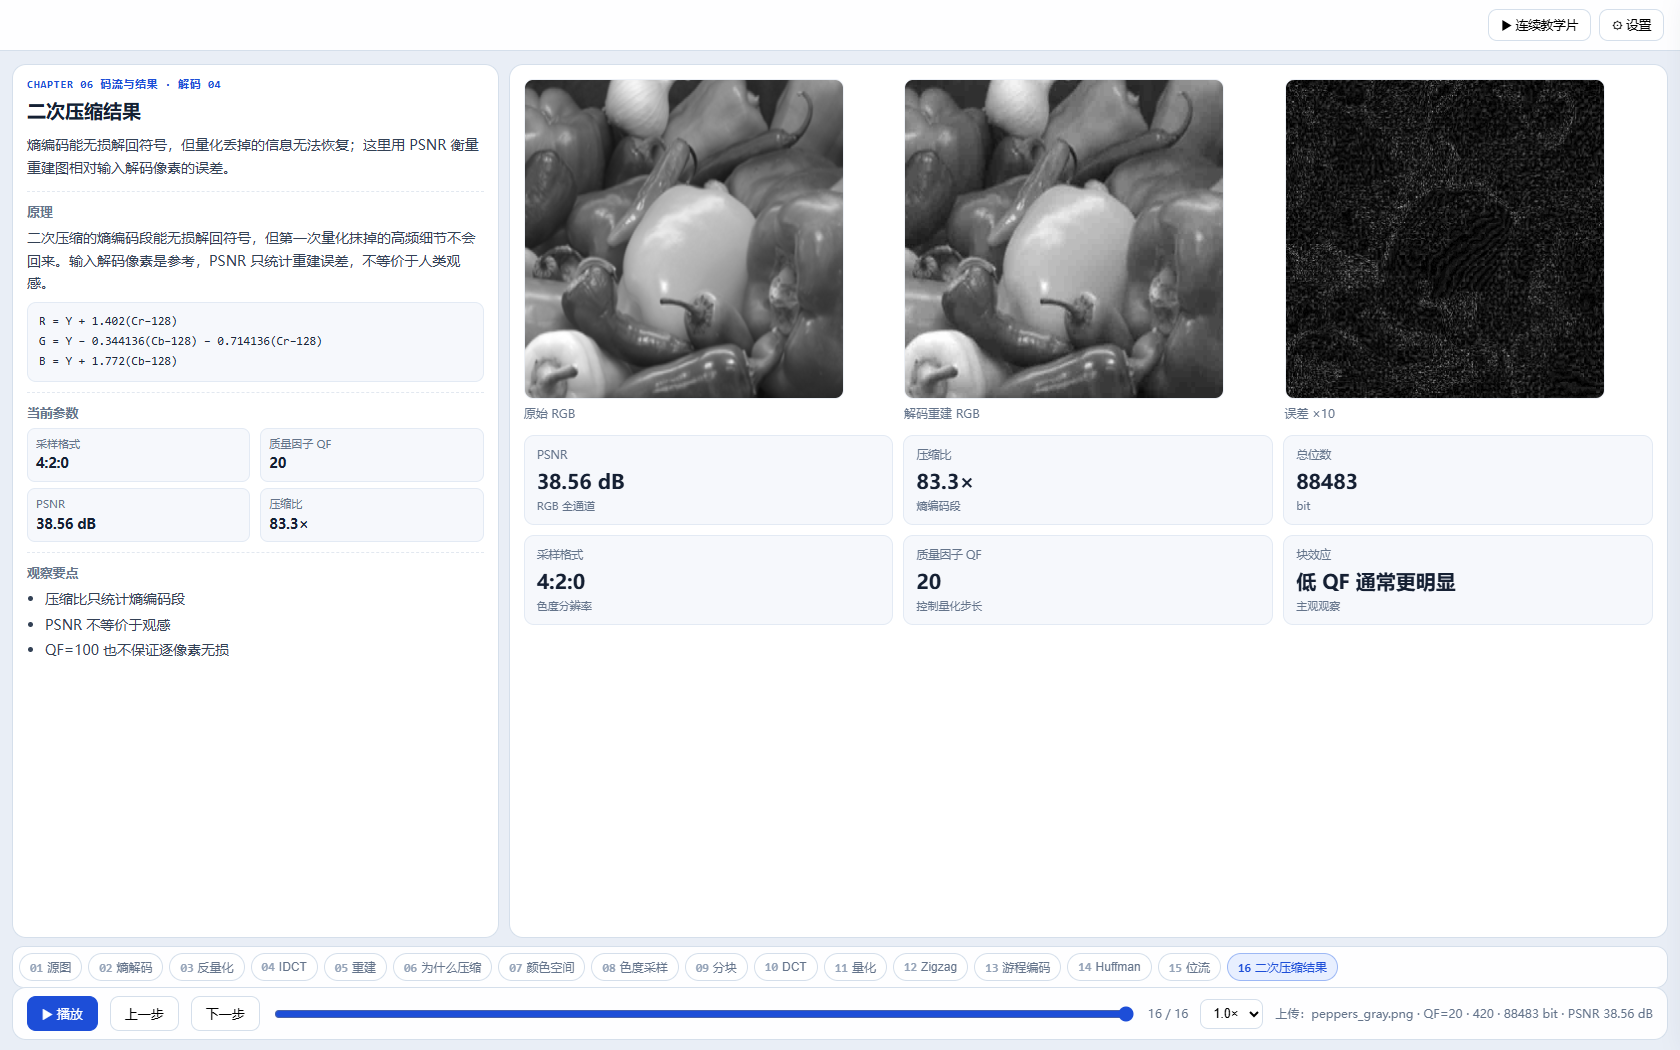 ▶ 连续教学片
⚙ 设置
CHAPTER 06 码流与结果 · 解码 04
二次压缩结果
熵编码能无损解回符号，但量化丢掉的信息无法恢复；这里用 PSNR 衡量
重建图相对输入解码像素的误差。
原理
二次压缩的熵编码段能无损解回符号，但第一次量化抹掉的高频细节不会
回来。输入解码像素是参考，PSNR 只统计重建误差，不等价于人类观
感。
R = Y + 1.402(Cr−128)
G = Y − 0.344136(Cb−128) − 0.714136(Cr−128)
B = Y + 1.772(Cb−128)
当前参数
采样格式
4:2:0
质量因子 QF
20
PSNR
38.56 dB
压缩比
83.3×
观察要点
• 压缩比只统计熵编码段
• PSNR 不等价于观感
• QF=100 也不保证逐像素无损
原始 RGB
解码重建 RGB
误差 ×10
PSNR
38.56 dB
RGB 全通道
压缩比
83.3×
熵编码段
总位数
88483
bit
采样格式
4:2:0
色度分辨率
质量因子 QF
20
控制量化步长
块效应
低 QF 通常更明显
主观观察
01 源图
02 熵解码
03 反量化
04 IDCT
05 重建
06 为什么压缩
07 颜色空间
08 色度采样
09 分块
10 DCT
11 量化
12 Zigzag
13 游程编码
14 Huffman
15 位流
16 二次压缩结果
▶ 播放
上一步
下一步
16 / 16
1.0×
上传：peppers_gray.png · QF=20 · 420 · 88483 bit · PSNR 38.56 dB